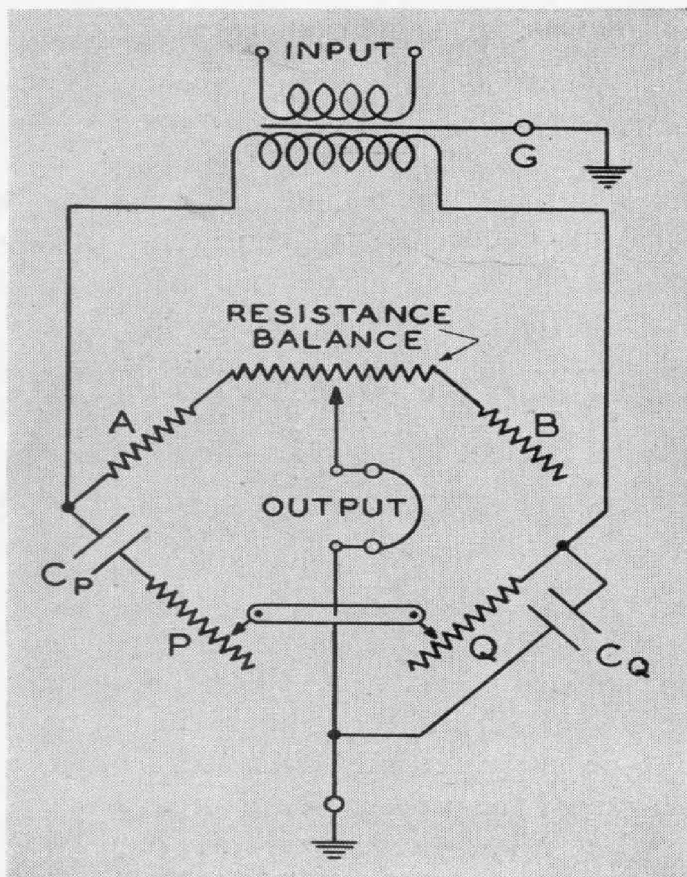 INPUT
G
RESISTANCE
BALANCE
A
B
OUTPUT
CP
P
Q
CQ